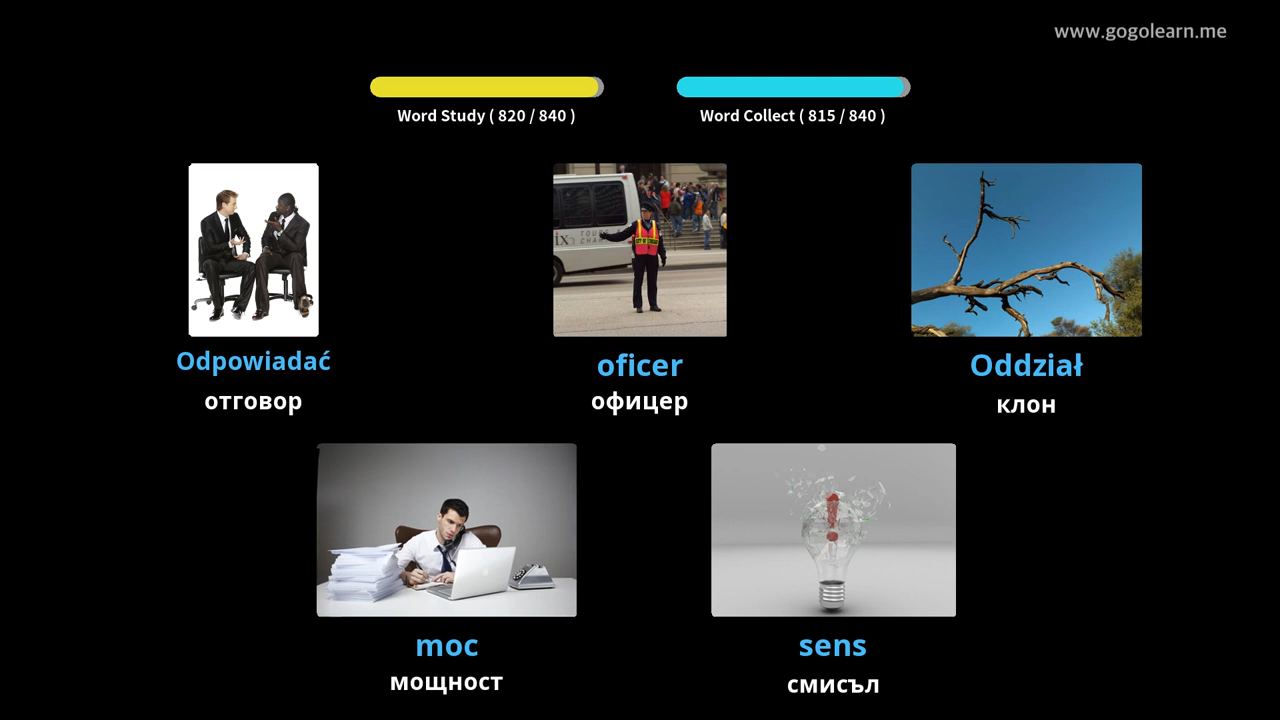 www.gogolearn.me
Word Study ( 820 / 840 )
Word Collect ( 815 / 840 )
Odpowiadać
отговор
oficer
офицер
Oddział
клон
moc
мощност
sens
смисъл